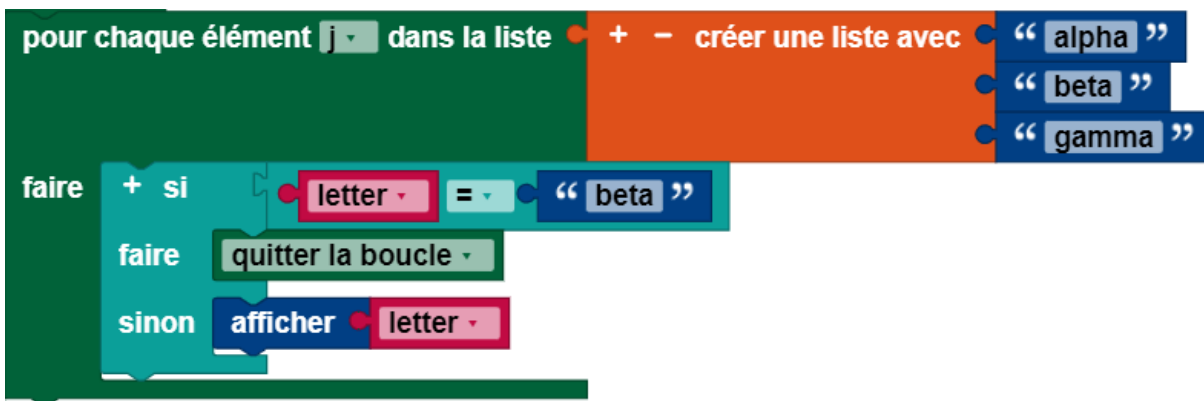 pour chaque élément j dans la liste + - créer une liste avec “ alpha ”
“ beta ”
“ gamma ”
faire + si letter = “ beta ”
faire quitter la boucle
sinon afficher letter